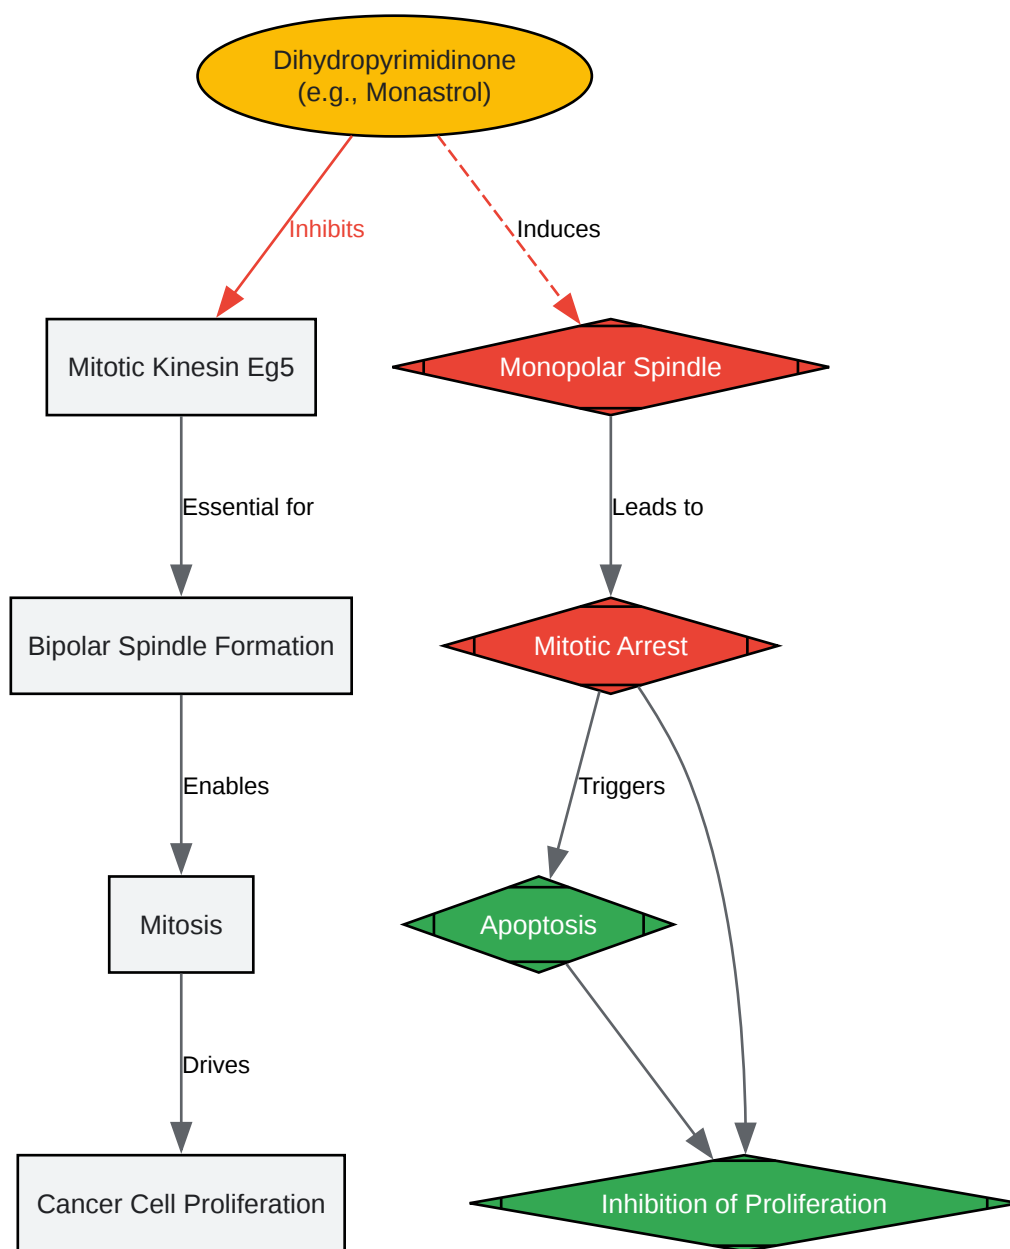 Dihydropyrimidinone
(e.g., Monastrol)
Inhibits
Induces
Mitotic Kinesin Eg5
Monopolar Spindle
Essential for
Leads to
Bipolar Spindle Formation
Mitotic Arrest
Enables
Triggers
Mitosis
Apoptosis
Drives
Cancer Cell Proliferation
Inhibition of Proliferation